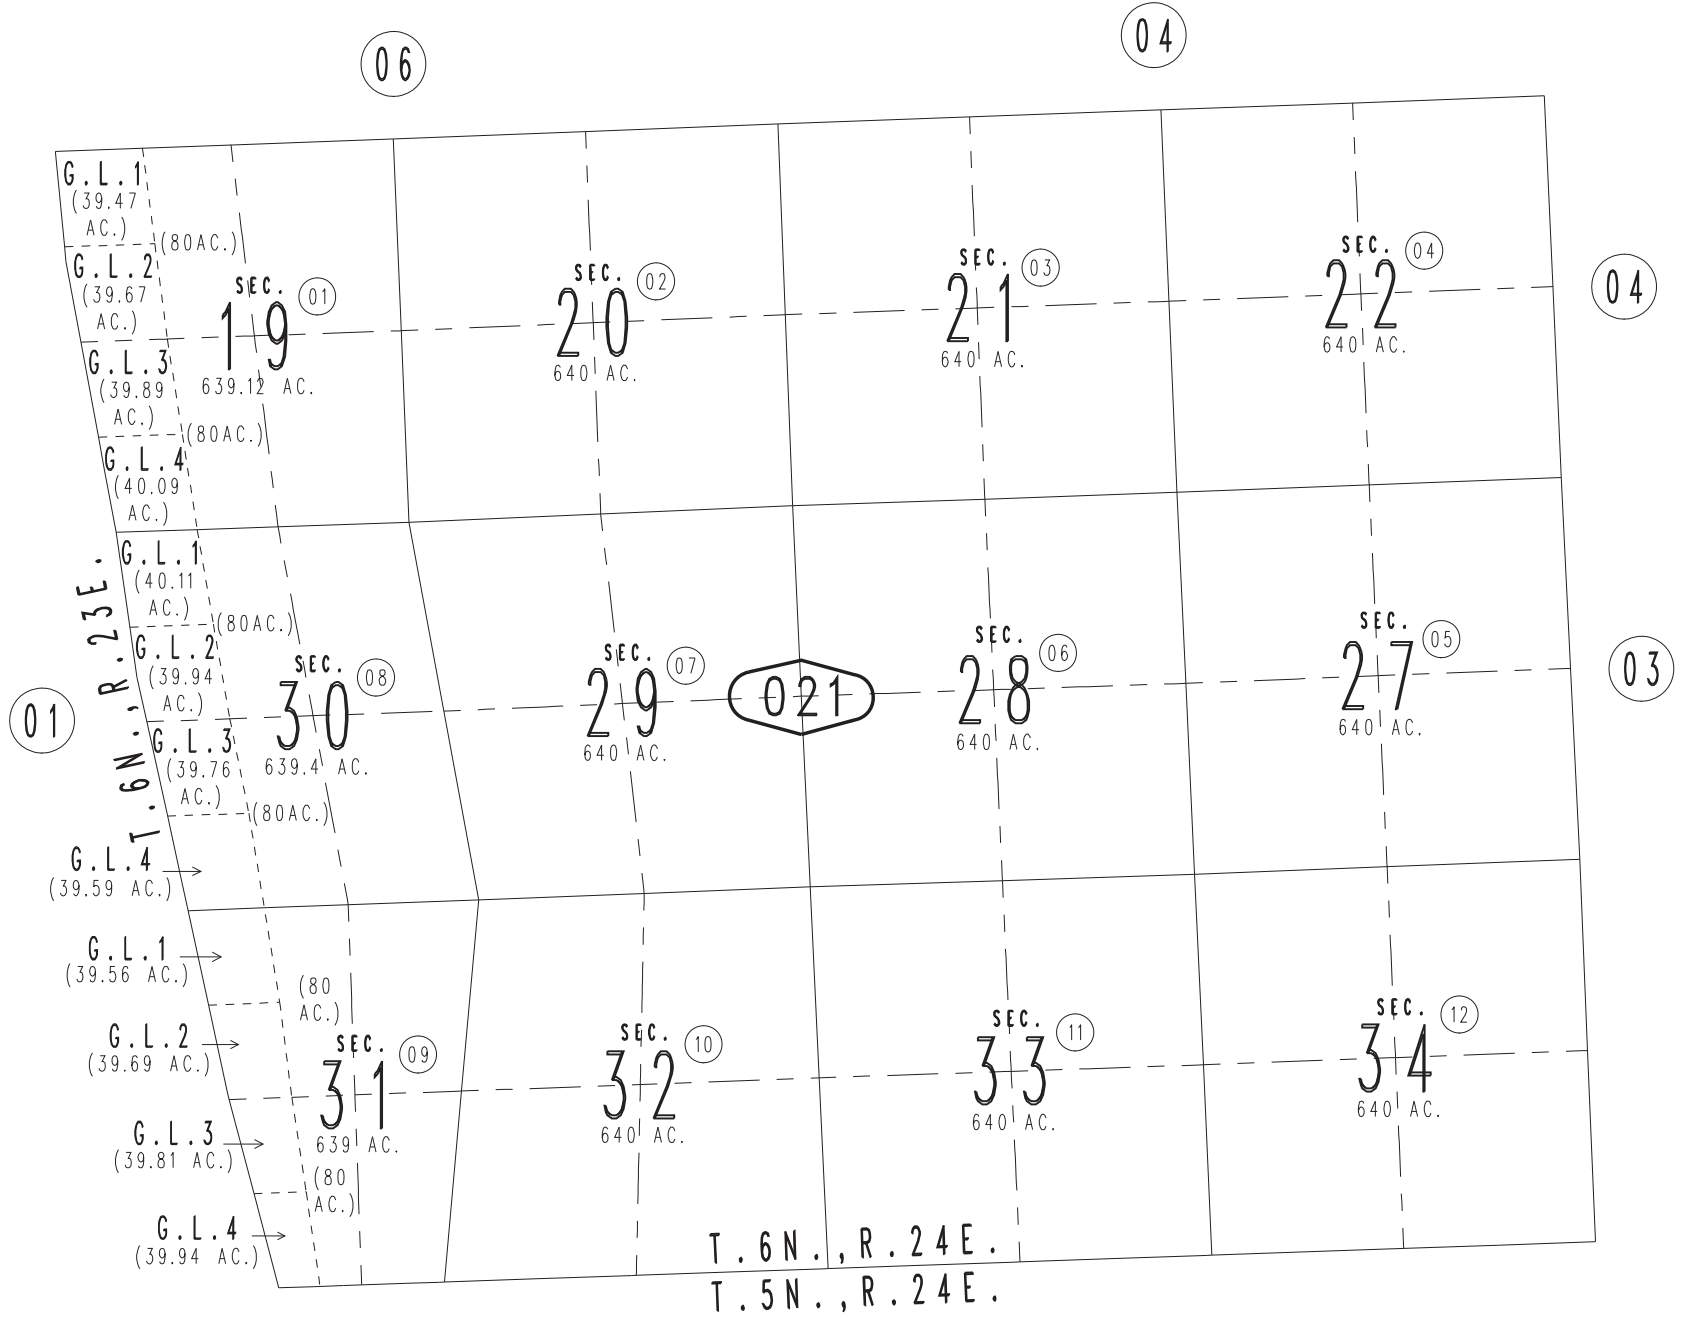 06
04
G.L.1
(39.47
AC.)
(80AC.)
G.L.2
(39.67
AC.)
SEC.
01
19
639.12 AC.
SEC.
02
20
640 AC.
SEC.
03
21
640 AC.
SEC.
04
22
640 AC.
04
G.L.3
(39.89
AC.)
(80AC.)
G.L.4
(40.09
AC.)
T.6N.,R.23E.
G.L.1
(40.11
AC.)
(80AC.)
G.L.2
(39.94
AC.)
01
SEC.
08
30
639.4 AC.
SEC.
07
29
640 AC.
021
SEC.
06
28
640 AC.
SEC.
05
27
640 AC.
03
G.L.3
(39.76
AC.)
(80AC.)
G.L.4
(39.59 AC.)
G.L.1
(39.56 AC.)
(80
AC.)
G.L.2
(39.69 AC.)
SEC.
09
31
639 AC.
SEC.
10
32
640 AC.
SEC.
11
33
640 AC.
SEC.
12
34
640 AC.
G.L.3
(39.81 AC.)
(80
AC.)
G.L.4
(39.94 AC.)
T.6N.,R.24E.
T.5N.,R.24E.